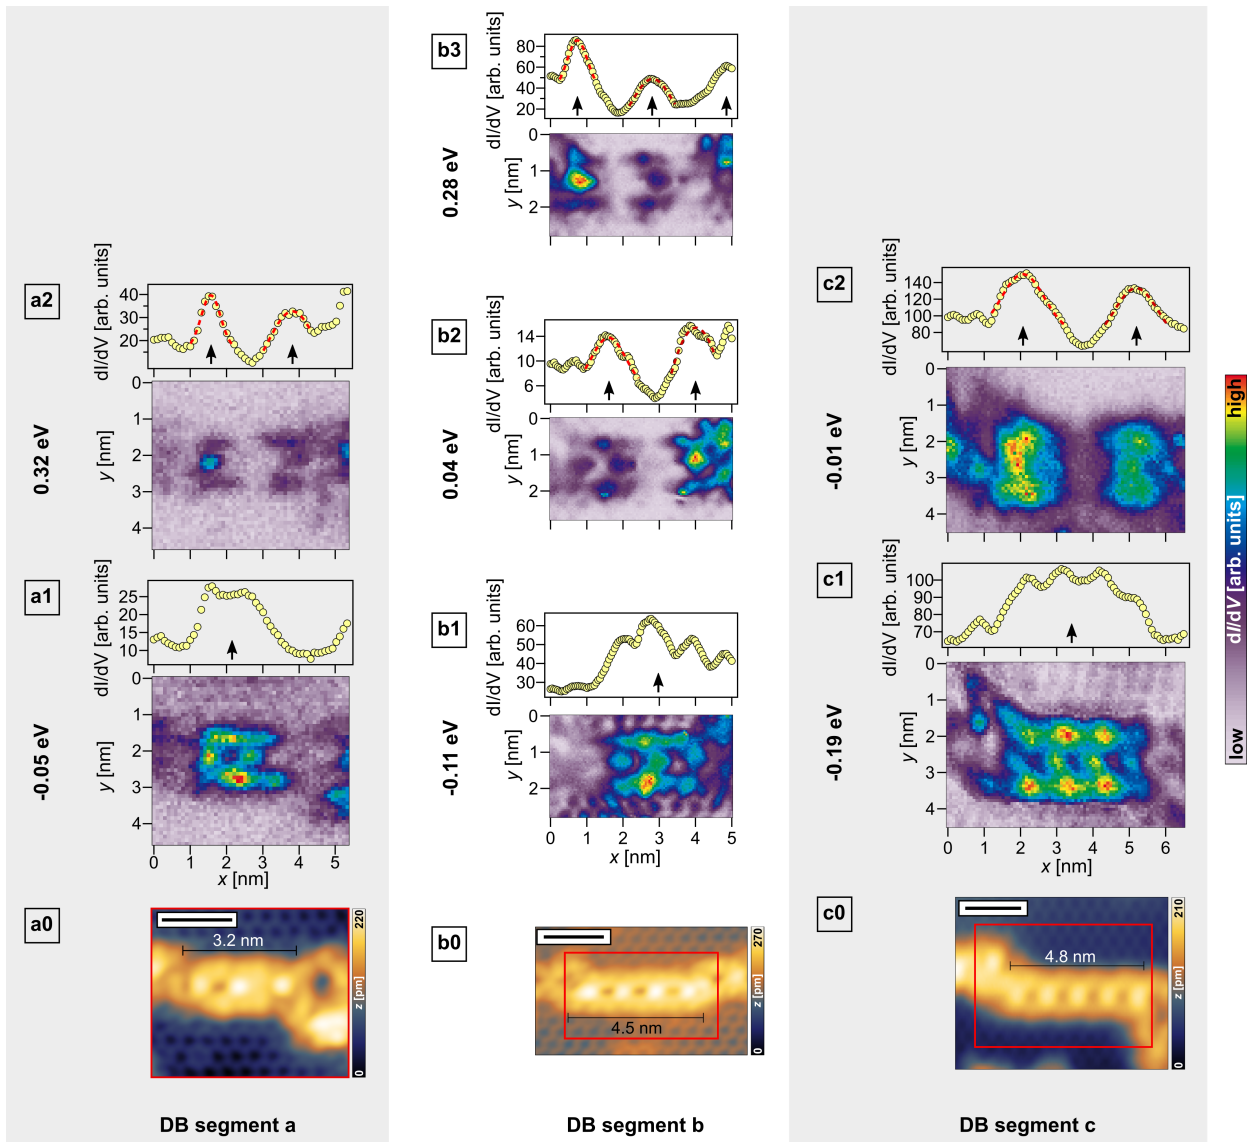 b3
dI/dV [arb. units]
80
60
40
20
0.28 eV
y [nm]
0
1
2
a2
dI/dV [arb. units]
40
30
20
0.32 eV
y [nm]
0
1
2
3
4
b2
dI/dV [arb. units]
14
10
6
0.04 eV
y [nm]
0
1
2
c2
dI/dV [arb. units]
140
120
100
80
-0.01 eV
y [nm]
0
1
2
3
4
high
dI/dV [arb. units]
low
a1
dI/dV [arb. units]
25
20
15
10
-0.05 eV
y [nm]
0
1
2
3
4
0 1 2 3 4 5
x [nm]
b1
dI/dV [arb. units]
60
50
40
30
-0.11 eV
y [nm]
0
1
2
0 1 2 3 4 5
x [nm]
c1
dI/dV [arb. units]
100
90
80
70
-0.19 eV
y [nm]
0
1
2
3
4
0 1 2 3 4 5 6
x [nm]
a0
3.2 nm
220
z [pm]
0
b0
4.5 nm
270
z [pm]
0
c0
4.8 nm
210
z [pm]
0
DB segment a
DB segment b
DB segment c